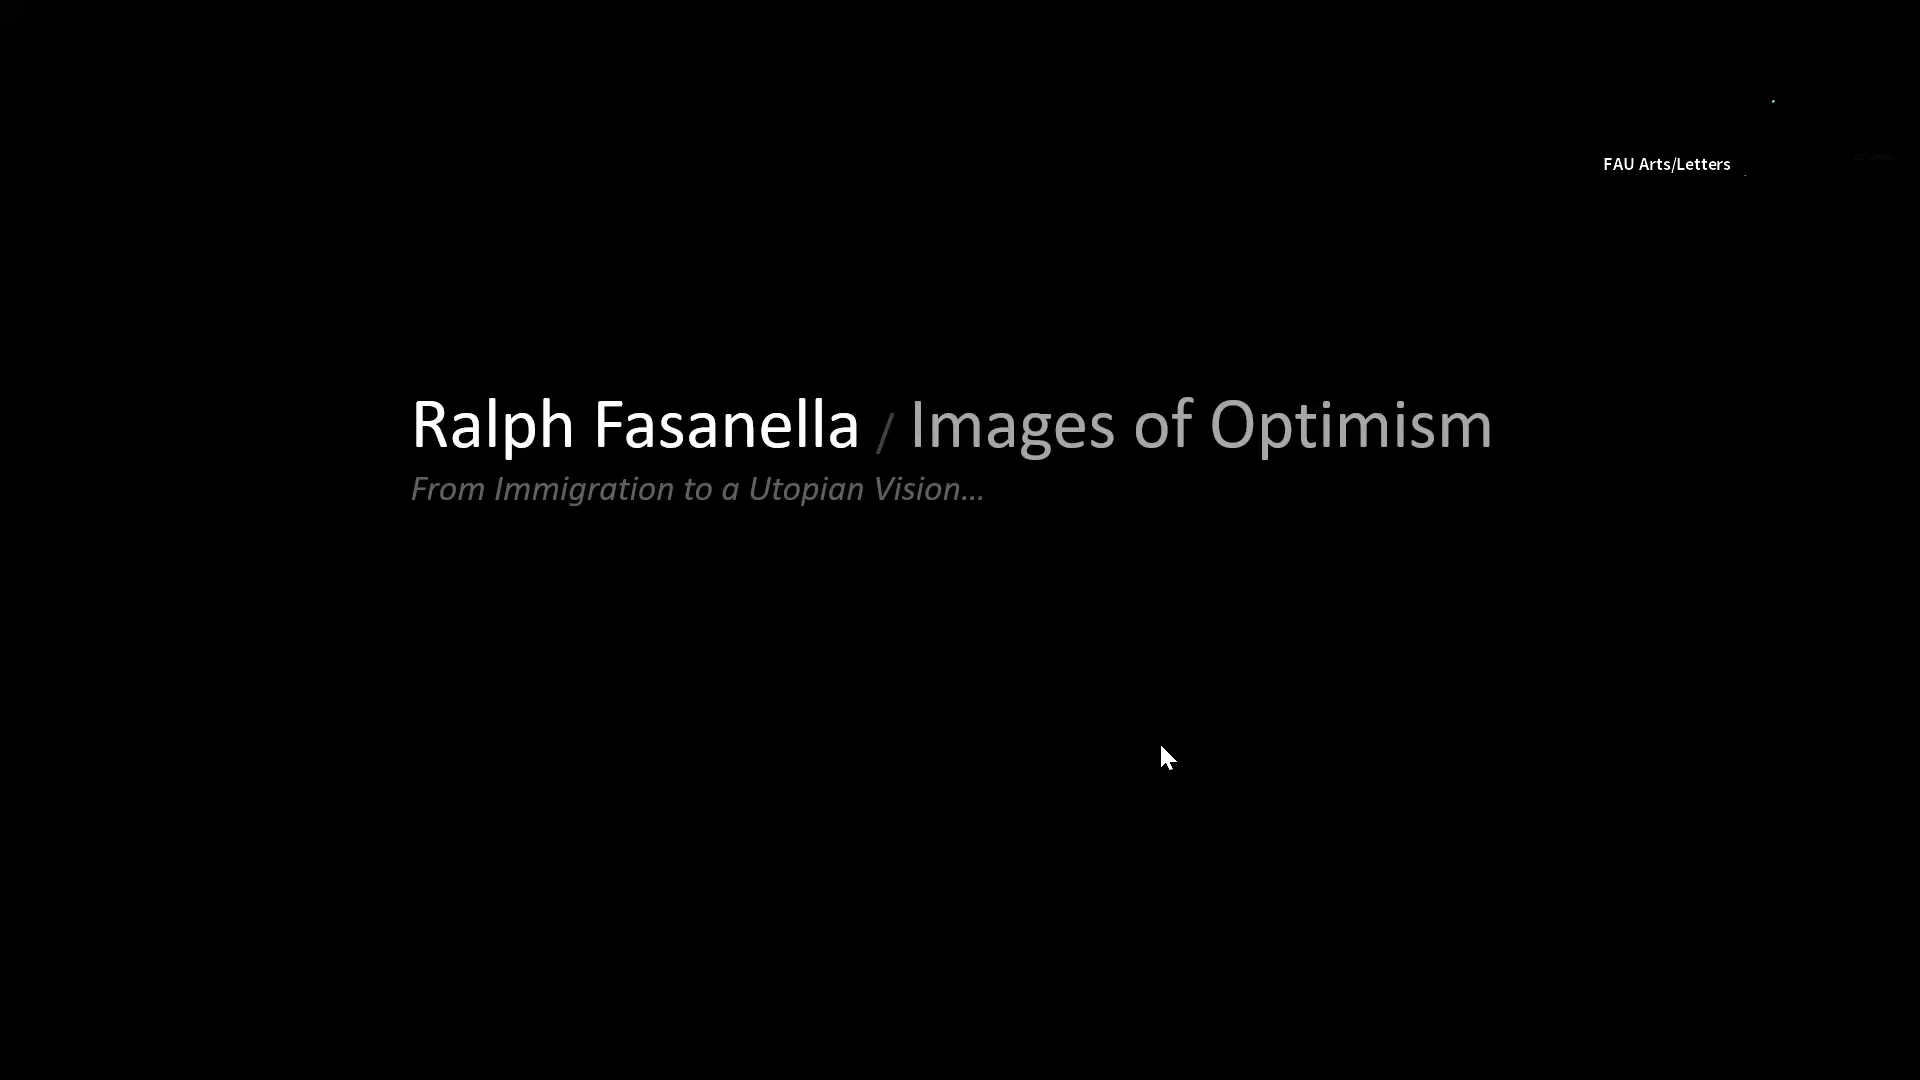 FAU Arts/Letters
Ralph Fasanella / Images of Optimism
From Immigration to a Utopian Vision...